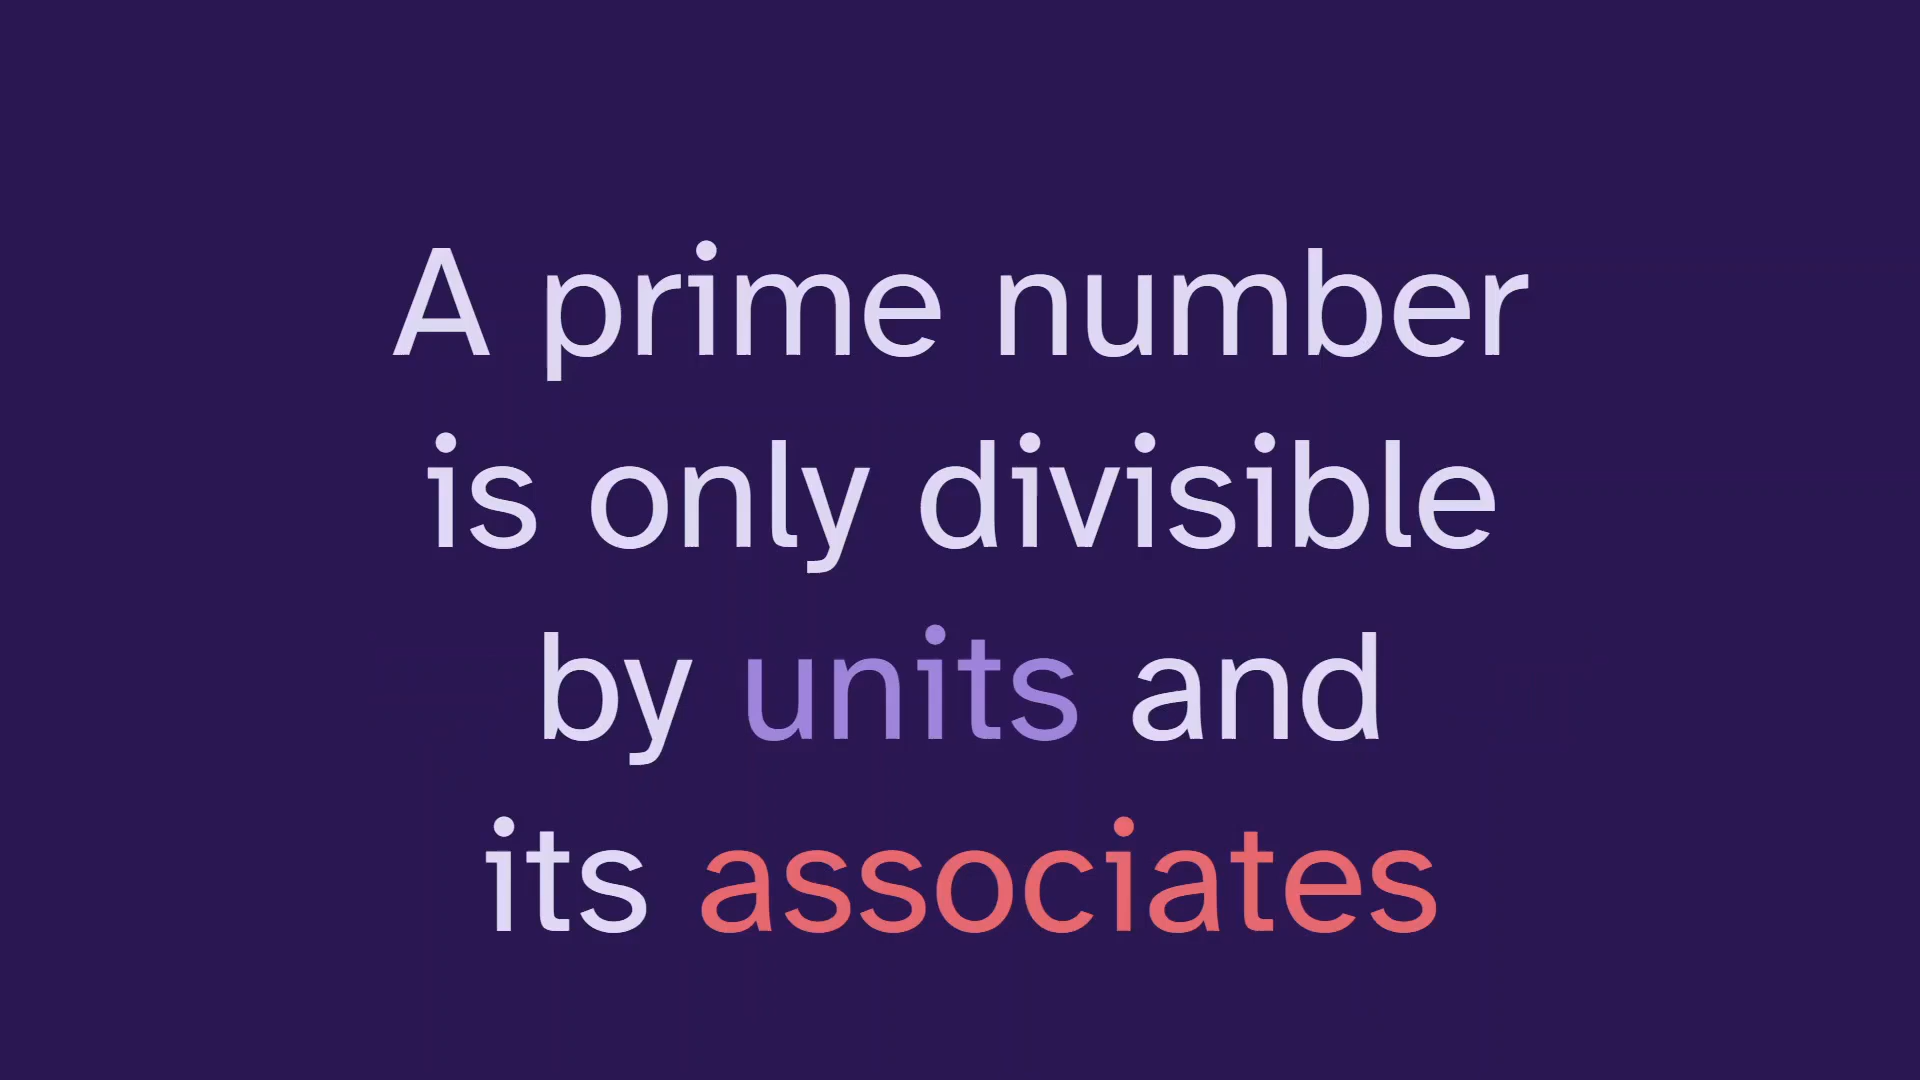 A prime number
is only divisible
by units and
its associates